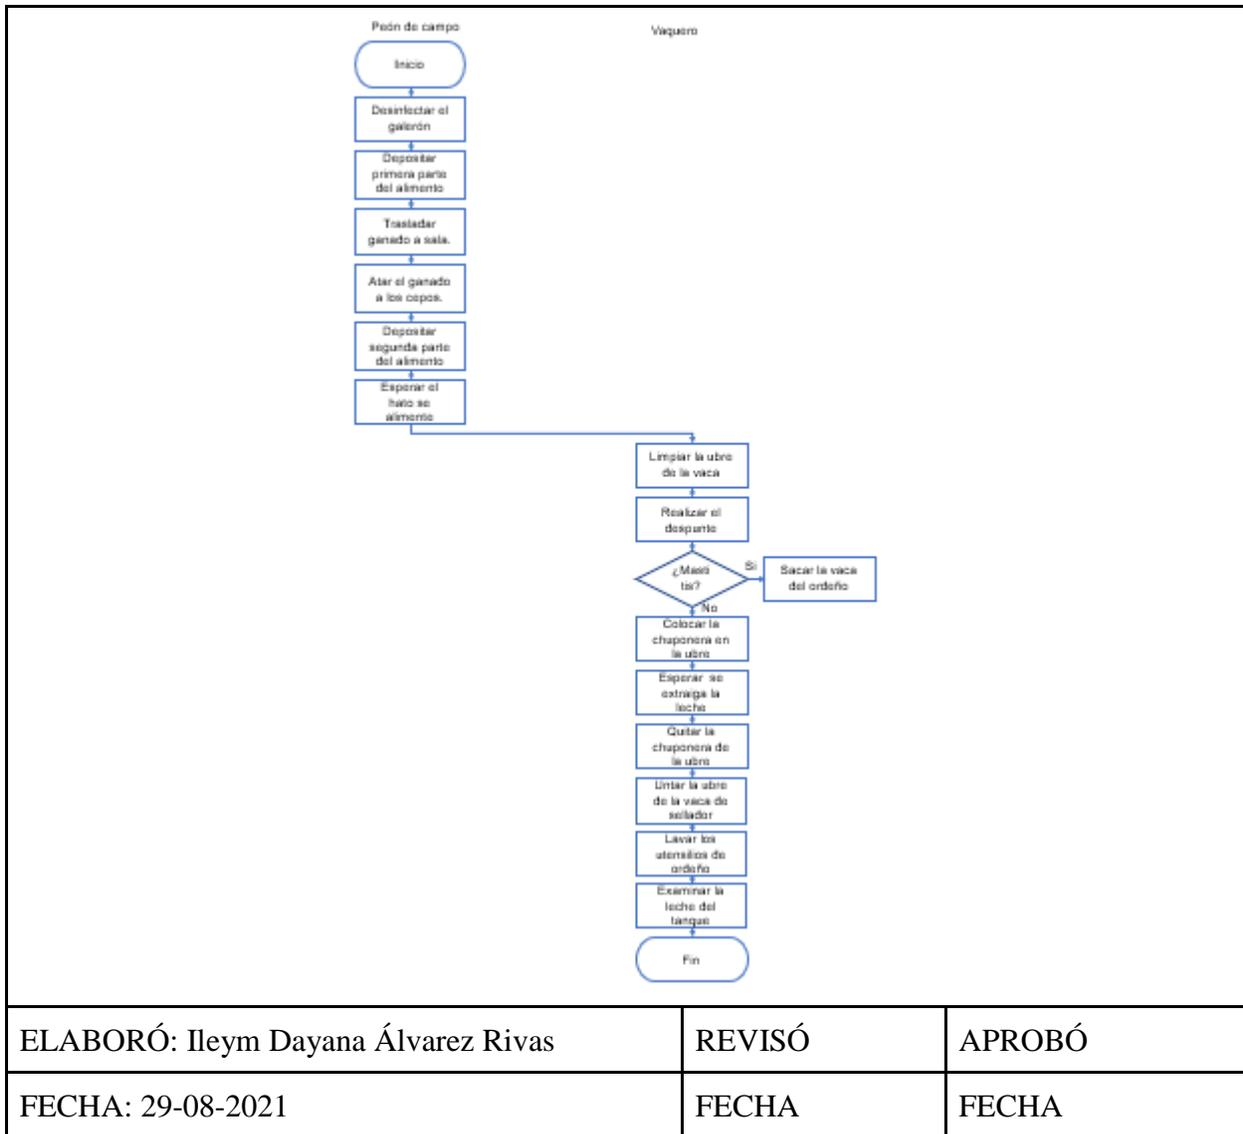 Peón de campo
Vaquero
Inicio
Desinfectar el
galerón
Depositar
primera parte
del alimento
Trasladar
ganado a sala.
Atar el ganado
a los cepos.
Depositar
segunda parte
del alimento
Esperar el
hato se
alimente
Limpiar la ubre
de la vaca
Realizar el
despunte
¿Masti
tis?
Si
Sacar la vaca
del ordeño
No
Colocar la
chuponera en
la ubre
Esperar se
extraiga la
leche
Quitar la
chuponera de
la ubre
Untar la ubre
de la vaca de
sellador
Lavar los
utensilios de
ordeño
Examinar la
leche del
tanque
Fin
ELABORÓ: Ileym Dayana Álvarez Rivas
REVISÓ
APROBÓ
FECHA: 29-08-2021
FECHA
FECHA